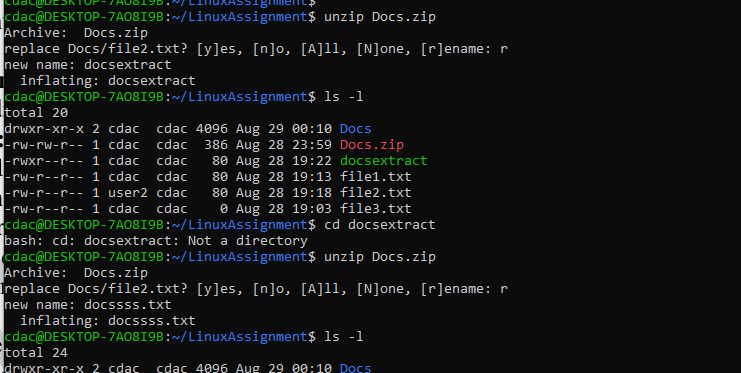 cdac@DESKTOP-7AO8I9B:~/LinuxAssignment$
cdac@DESKTOP-7AO8I9B:~/LinuxAssignment$ unzip Docs.zip
Archive:  Docs.zip
replace Docs/file2.txt? [y]es, [n]o, [A]ll, [N]one, [r]ename: r
new name: docsextract
  inflating: docsextract
cdac@DESKTOP-7AO8I9B:~/LinuxAssignment$ ls -l
total 20
drwxr-xr-x 2 cdac  cdac 4096 Aug 29 00:10 Docs
-rw-rw-r-- 1 cdac  cdac  386 Aug 28 23:59 Docs.zip
-rwxr--r-- 1 cdac  cdac   80 Aug 28 19:22 docsextract
-rw-r--r-- 1 cdac  cdac   80 Aug 28 19:13 file1.txt
-rw-r--r-- 1 user2 cdac   80 Aug 28 19:18 file2.txt
-rw-r--r-- 1 cdac  cdac    0 Aug 28 19:03 file3.txt
cdac@DESKTOP-7AO8I9B:~/LinuxAssignment$ cd docsextract
bash: cd: docsextract: Not a directory
cdac@DESKTOP-7AO8I9B:~/LinuxAssignment$ unzip Docs.zip
Archive:  Docs.zip
replace Docs/file2.txt? [y]es, [n]o, [A]ll, [N]one, [r]ename: r
new name: docssss.txt
  inflating: docssss.txt
cdac@DESKTOP-7AO8I9B:~/LinuxAssignment$ ls -l
total 24
drwxr-xr-x 2 cdac  cdac 4096 Aug 29 00:10 Docs